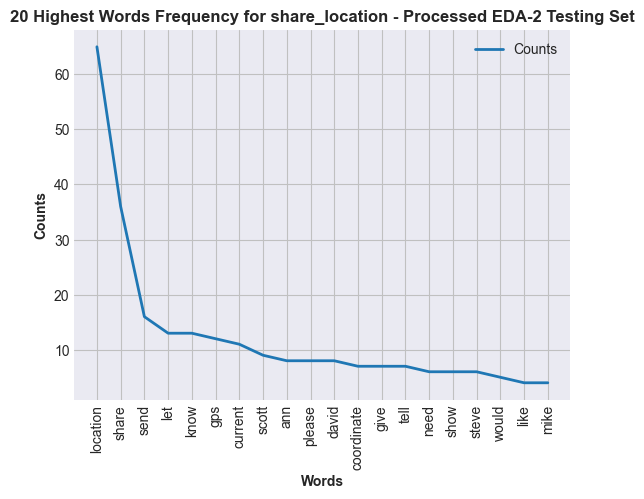 20 Highest Words Frequency for share_location - Processed EDA-2 Testing Set
Counts
60
50
40
30
20
10
Counts
location
share
send
let
know
gps
current
scott
ann
please
david
coordinate
give
tell
need
show
steve
would
like
mike
Words